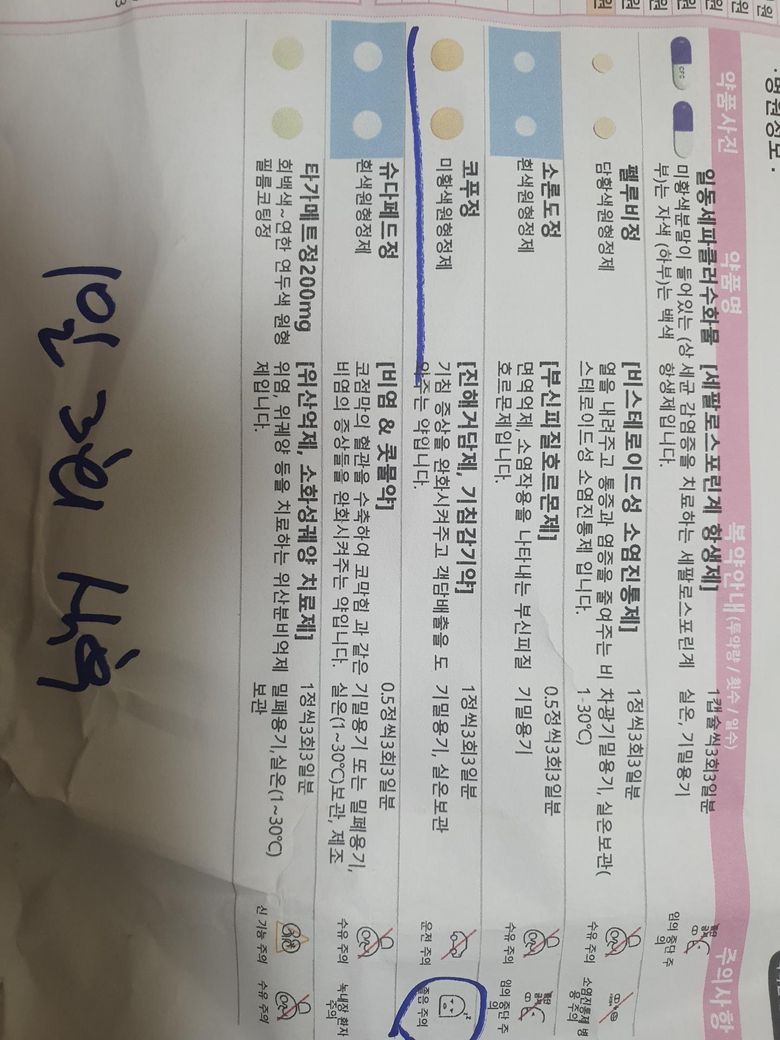 · 병원정보 ·
약품사진 약품명 복약안내 (투약량 / 횟수 / 일수) 주의사항
일동세파클러수화물 [세팔로스포린계 항생제] 1캡슐씩3회3일분
미황색분말이 들어있는 (상 세균 감염증을 치료하는 세팔로스포린계 실온, 기밀용기
부)는 자색 (하부)는 백색 항생제입니다.
임의 중단 주의
펠루비정 [비스테로이드성 소염진통제] 1정씩3회3일분
담황색원형정제 열을 내려주고 통증과 염증을 줄여주는 비 차광기밀용기, 실온보관(
스테로이드성 소염진통제 입니다. 1-30℃)
수유 주의 소염진통제 병용 주의
소론도정 [부신피질호르몬제] 0.5정씩3회3일분
흰색원형정제 면역억제, 소염작용을 나타내는 부신피질 기밀용기
호르몬제입니다.
수유 주의 임의 중단 주의
코푸정 [진해거담제, 기침감기약] 1정씩3회3일분
미황색원형정제 기침 증상을 완화시켜주고 객담배출을 도 기밀용기, 실온보관
와주는 약입니다.
운전 주의 졸음 주의
슈다페드정 [비염 & 콧물약] 0.5정씩3회3일분
흰색원형정제 코점막의 혈관을 수축하여 코막힘 과 같은 기밀용기 또는 밀폐용기,
비염의 증상들을 완화시켜주는 약입니다. 실온(1~30℃)보관, 제조
수유 주의 녹내장 환자 주의
타가메트정200mg [위산억제, 소화성궤양 치료제] 1정씩3회3일분
회백색~연한 연두색 원형 위염, 위궤양 등을 치료하는 위산분비억제 밀폐용기,실온(1~30℃)
필름코팅정 제입니다. 보관
신 기능 주의 수유 주의
1일 3회 식후